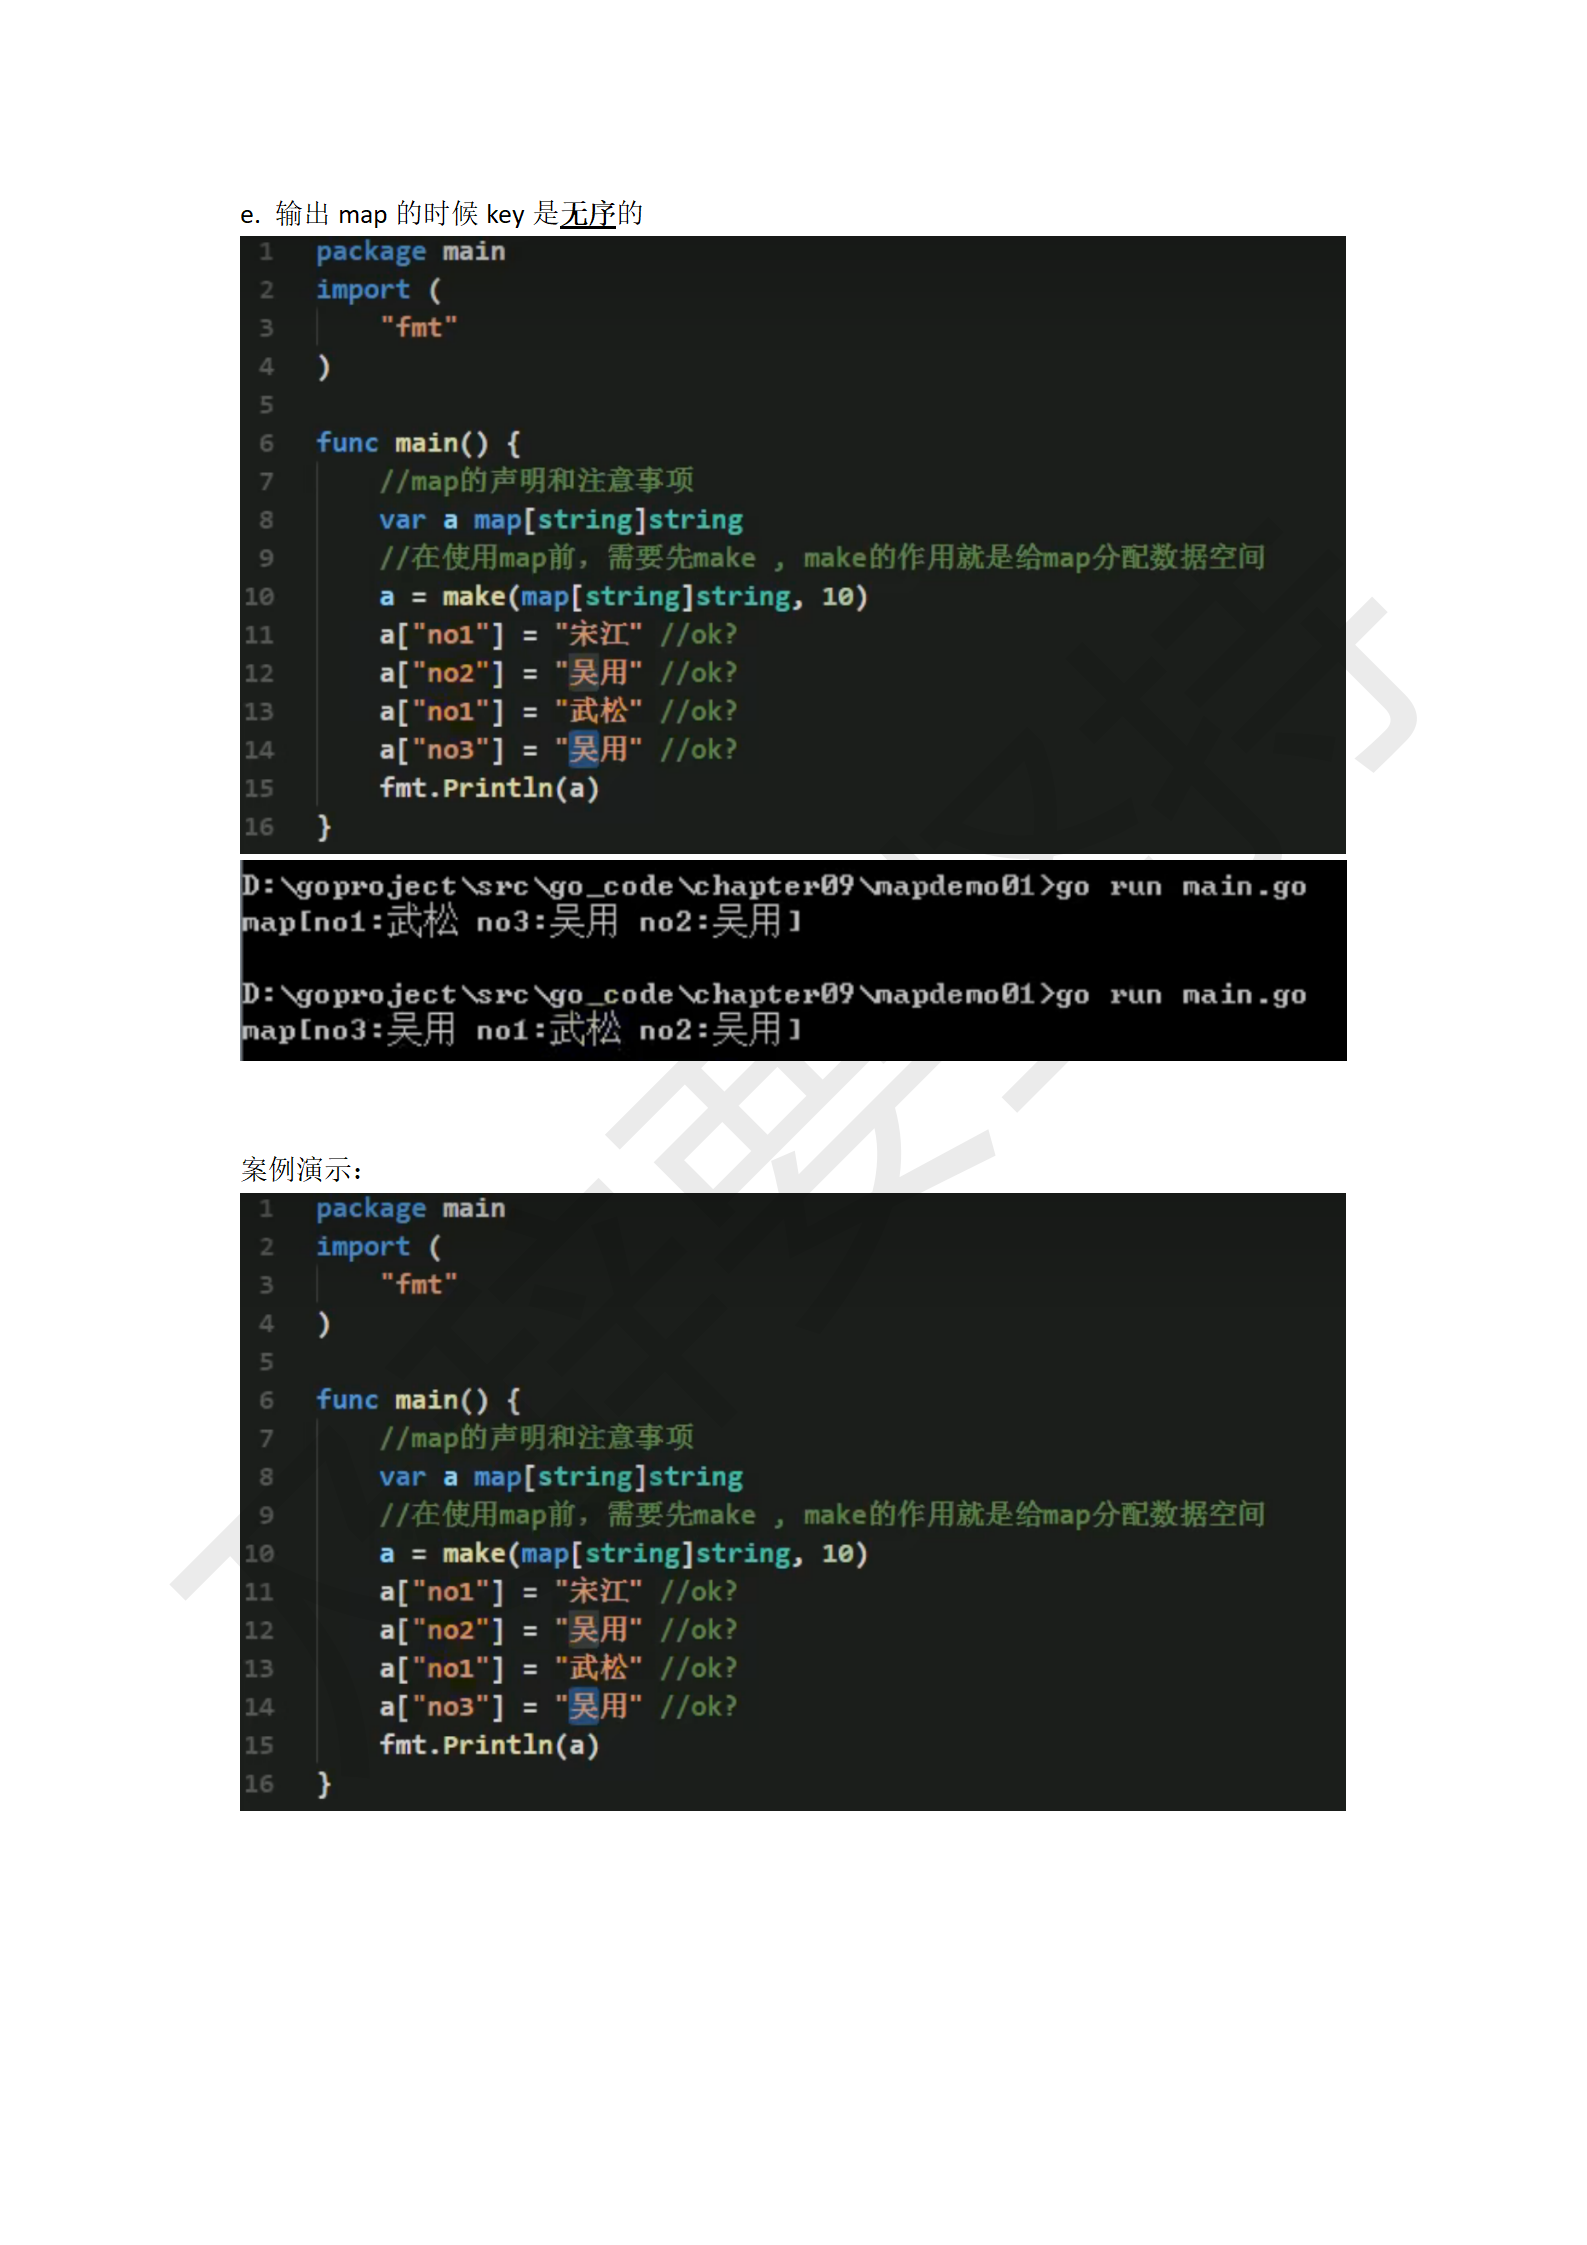 e. 输出 map 的时候 key 是无序的
1 package main
2 import (
3 "fmt"
4 )
5
6 func main() {
7 //map的声明和注意事项
8 var a map[string]string
9 //在使用map前，需要先make , make的作用就是给map分配数据空间
10 a = make(map[string]string, 10)
11 a["no1"] = "宋江" //ok?
12 a["no2"] = "吴用" //ok?
13 a["no1"] = "武松" //ok?
14 a["no3"] = "吴用" //ok?
15 fmt.Println(a)
16 }
D:\goproject\src\go_code\chapter09\mapdemo01>go run main.go
map[no1:武松 no3:吴用 no2:吴用]
D:\goproject\src\go_code\chapter09\mapdemo01>go run main.go
map[no3:吴用 no1:武松 no2:吴用]
案例演示：
1 package main
2 import (
3 "fmt"
4 )
5
6 func main() {
7 //map的声明和注意事项
8 var a map[string]string
9 //在使用map前，需要先make , make的作用就是给map分配数据空间
10 a = make(map[string]string, 10)
11 a["no1"] = "宋江" //ok?
12 a["no2"] = "吴用" //ok?
13 a["no1"] = "武松" //ok?
14 a["no3"] = "吴用" //ok?
15 fmt.Println(a)
16 }